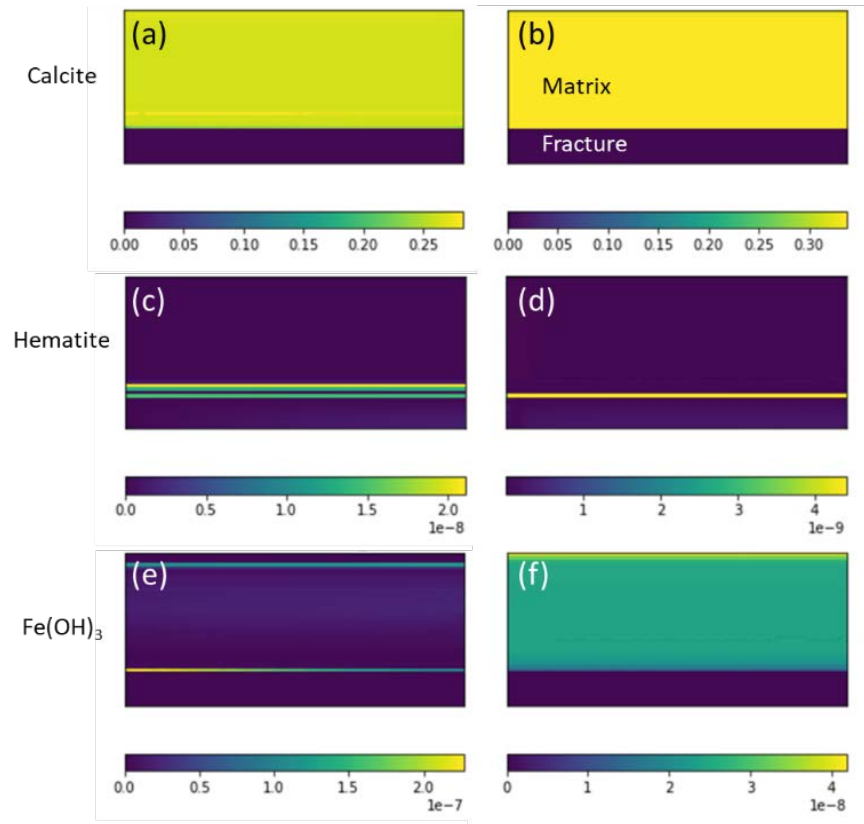 (a)
(b)
Calcite
Matrix
Fracture
0.00 0.05 0.10 0.15 0.20 0.25
0.00 0.05 0.10 0.15 0.20 0.25 0.30
(c)
(d)
Hematite
0.0 0.5 1.0 1.5 2.0
1e-8
1 2 3 4
1e-9
(e)
(f)
Fe(OH)₃
0.0 0.5 1.0 1.5 2.0
1e-7
0 1 2 3 4
1e-8